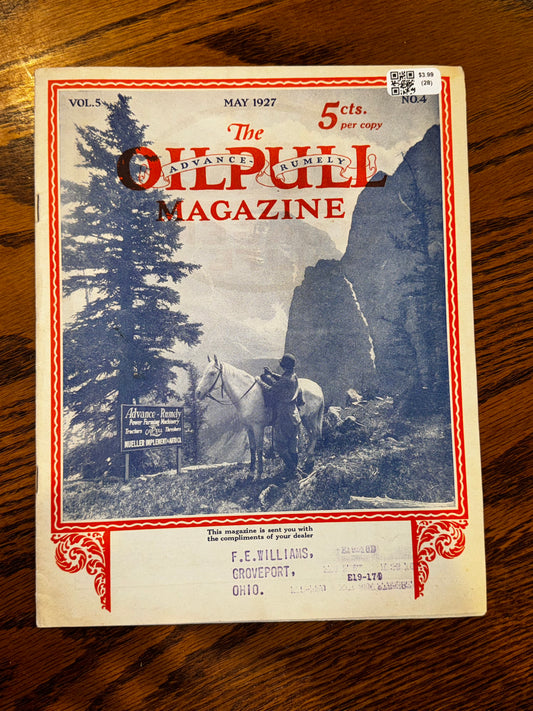 $3.99
(28)
VOL.5 MAY 1927 NO.4
5cts.
per copy
The
ADVANCE-RUMELY
OILPULL
MAGAZINE
Advance-Rumely
Power Farming Machinery
Tractors Threshers
MUELLER IMPLEMENT
This magazine is sent you with
the compliments of your dealer
F.E.WILLIAMS,
GROVEPORT,
OHIO.
E19-174